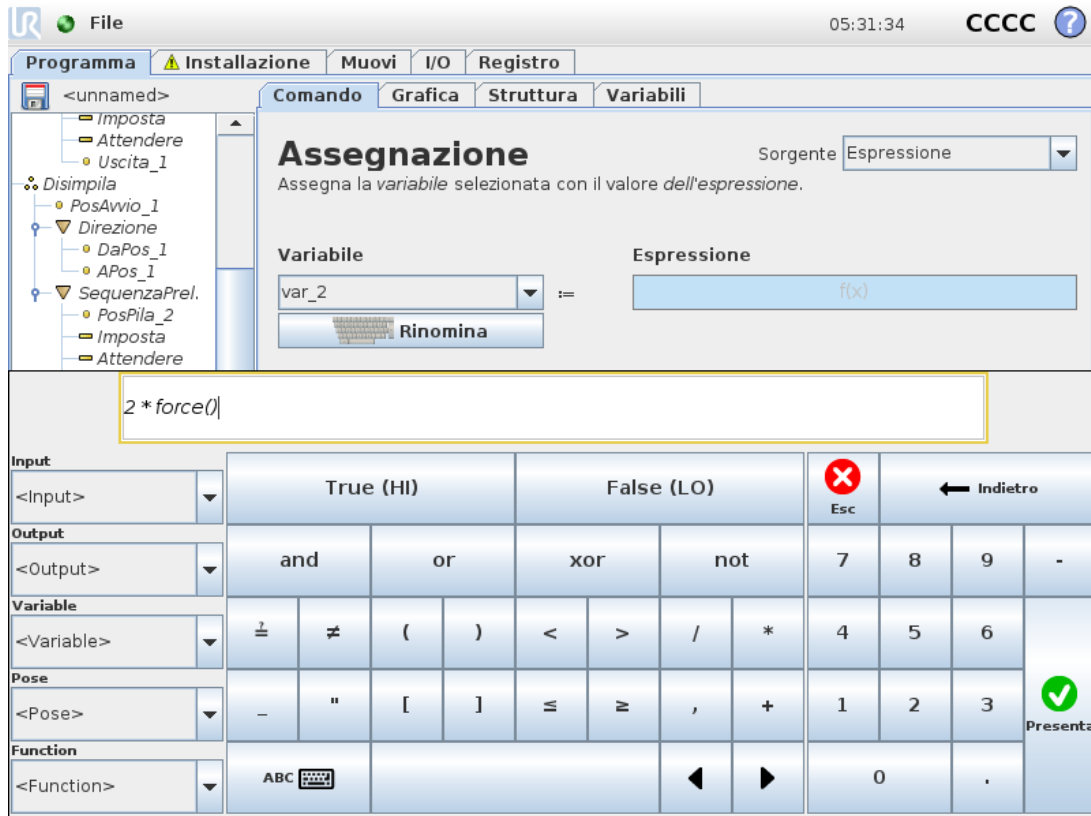 UR File 05:31:34 CCCC ?
Programma Installazione Muovi I/O Registro
<unnamed> Comando Grafica Struttura Variabili
Imposta
Attendere
Uscita_1
Disimpila
PosAvvio_1
Direzione
DaPos_1
APos_1
SequenzaPrel.
PosPila_2
Imposta
Attendere
Assegnazione
Sorgente Espressione
Assegna la variabile selezionata con il valore dell'espressione.
Variabile Espressione
var_2 := f(x)
Rinomina
2 * force()
Input
<Input>
Output
<Output>
Variable
<Variable>
Pose
<Pose>
Function
<Function>
True (HI) False (LO) Esc Indietro
and or xor not 7 8 9 -
≟ ≠ ( ) < > / * 4 5 6
_ " [ ] ≤ ≥ , + 1 2 3 Presenta
ABC 0 .